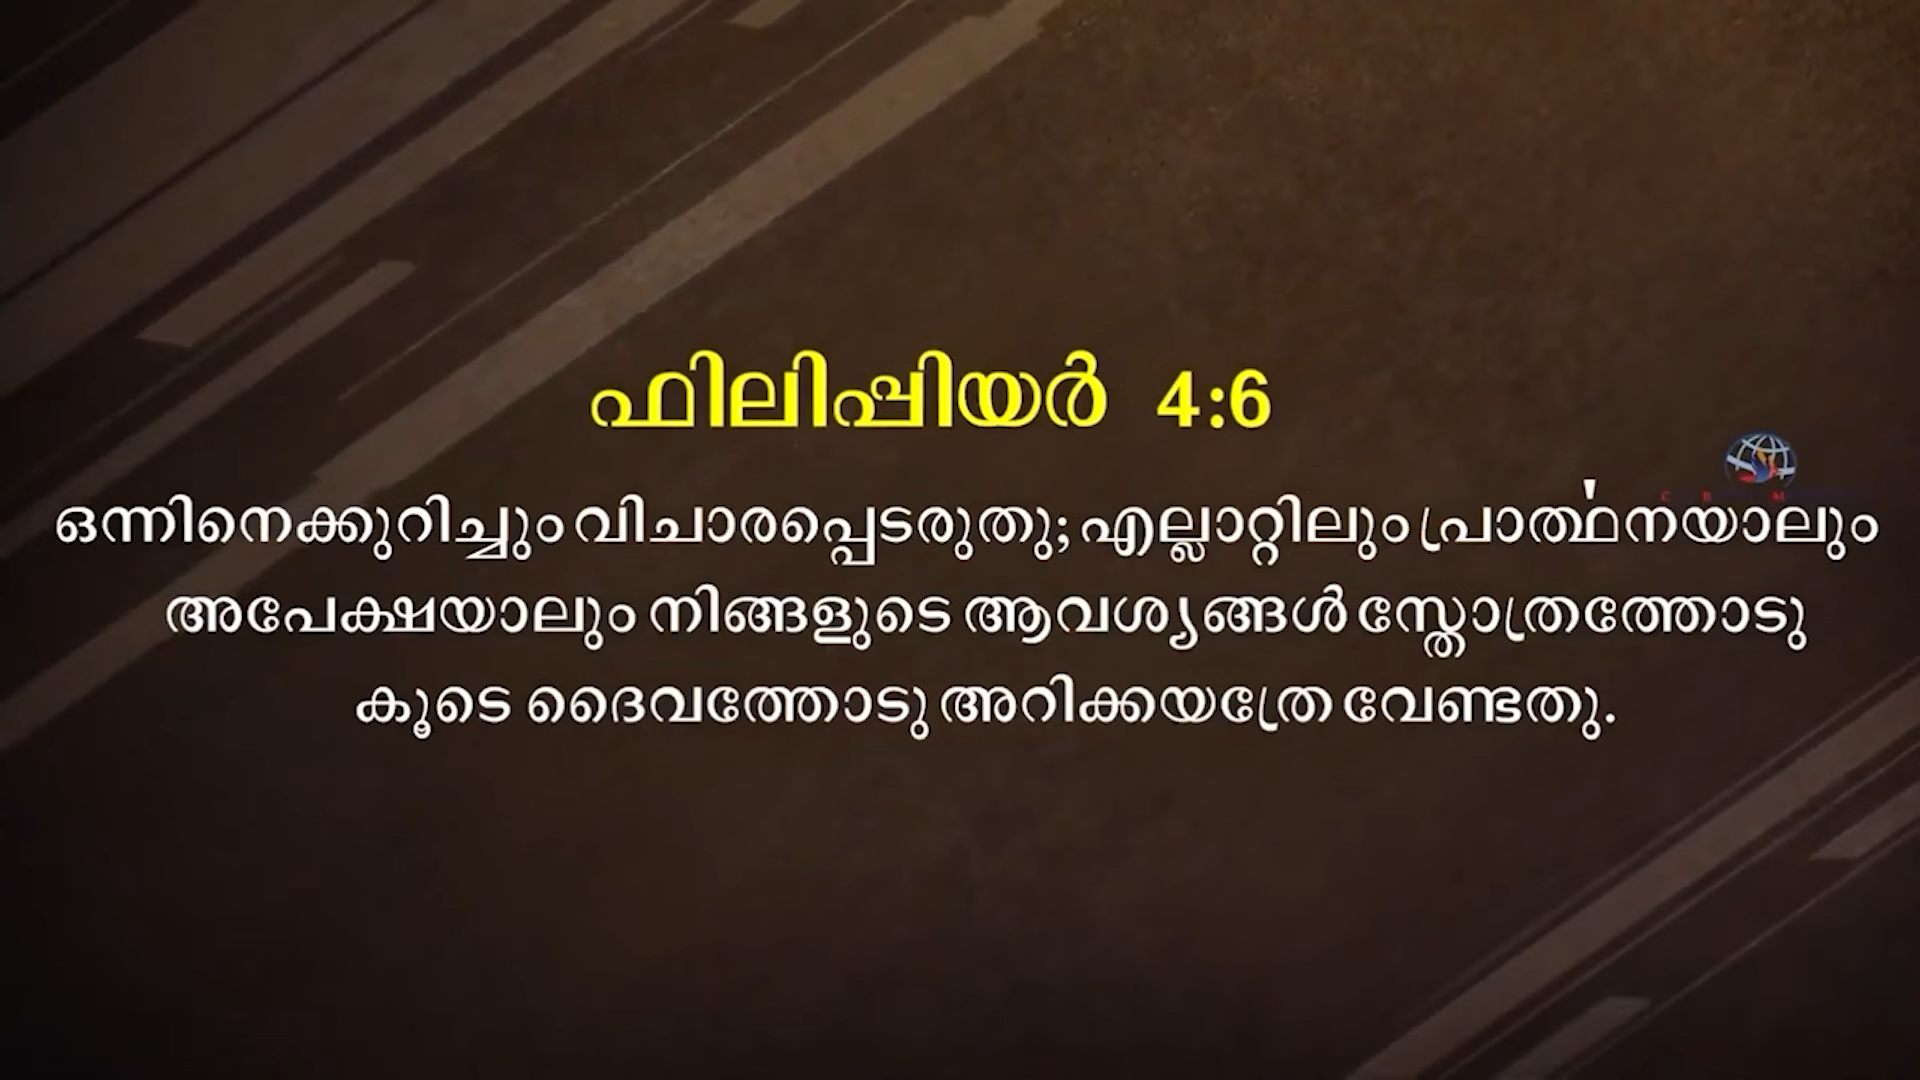 ഫിലിപ്പിയർ 4:6
C B M
ഒന്നിനെക്കുറിച്ചും വിചാരപ്പെടരുതു; എല്ലാറ്റിലും പ്രാൎത്ഥനയാലും
അപേക്ഷയാലും നിങ്ങളുടെ ആവശ്യങ്ങൾ സ്തോത്രത്തോടു
കൂടെ ദൈവത്തോടു അറിക്കയത്രേ വേണ്ടതു.